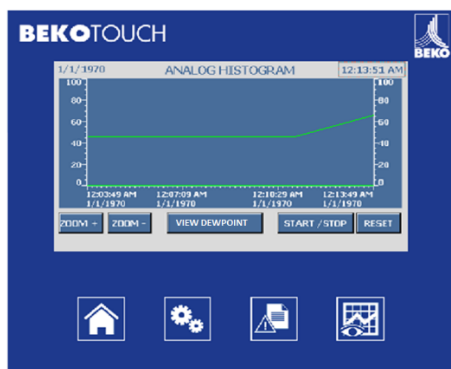 BEKOTOUCH
BEKO
1/1/1970 ANALOG HISTOGRAM 12:13:51 AM
100 100
80 80
60 60
40 40
20 20
0 0
12:03:49 AM 12:07:09 AM 12:10:29 AM 12:13:49 AM
1/1/1970 1/1/1970 1/1/1970 1/1/1970
ZOOM + ZOOM - VIEW DEWPOINT START /STOP RESET